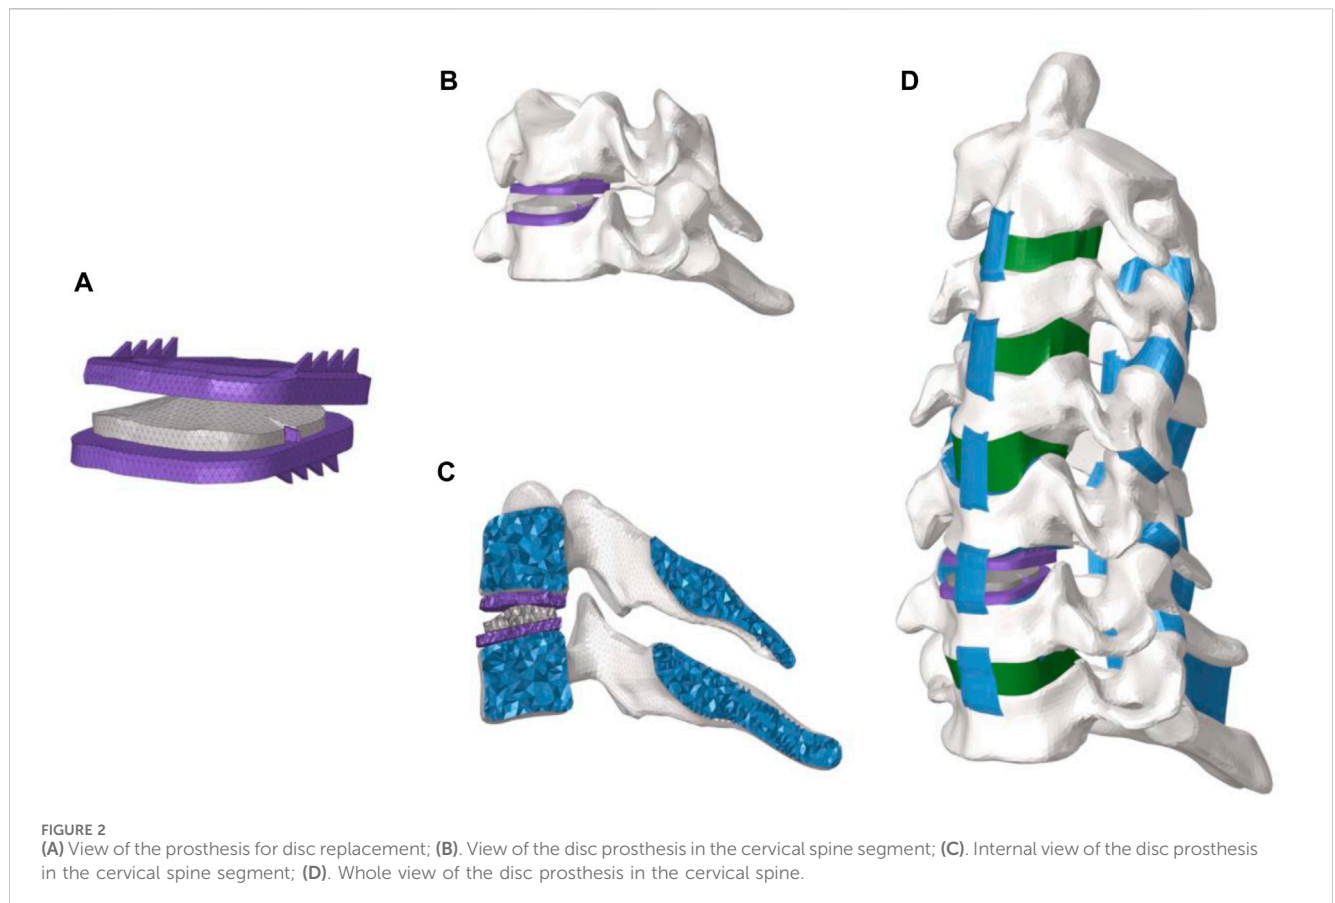 A
B
C
D
FIGURE 2
(A) View of the prosthesis for disc replacement; (B). View of the disc prosthesis in the cervical spine segment; (C). Internal view of the disc prosthesis
in the cervical spine segment; (D). Whole view of the disc prosthesis in the cervical spine.